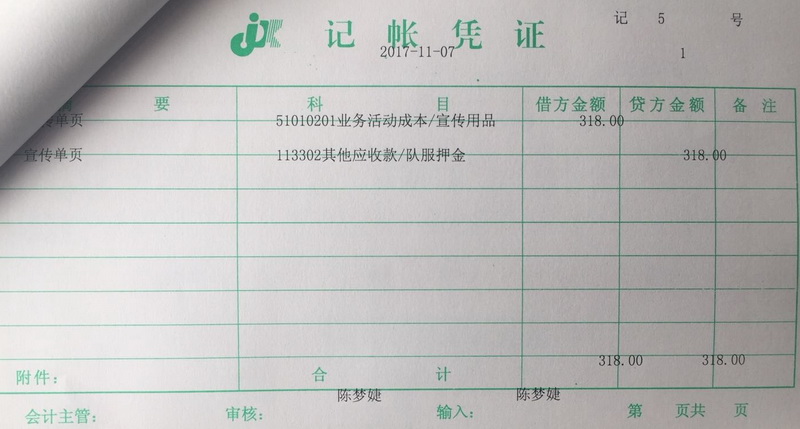 记 5 号
记 帐 凭 证
2017-11-07 1
要 科 目 借方金额 贷方金额 备 注
传单页 51010201业务活动成本/宣传用品 318.00
宣传单页 113302其他应收款/队服押金 318.00
318.00 318.00
附件： 合 计
陈梦婕 陈梦婕
会计主管： 审核： 输入： 第 页共 页